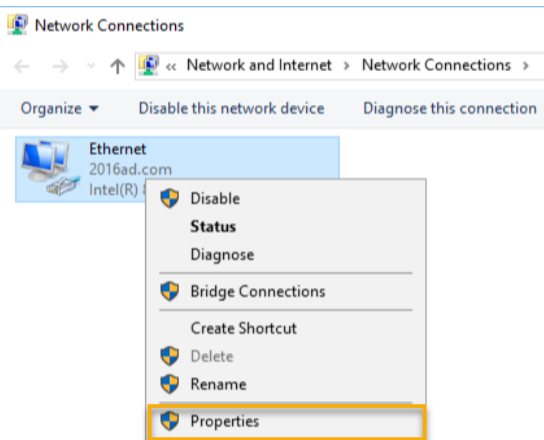 Network Connections
« Network and Internet > Network Connections >
Organize Disable this network device Diagnose this connection
Ethernet
2016ad.com
Intel(R)
Disable
Status
Diagnose
Bridge Connections
Create Shortcut
Delete
Rename
Properties